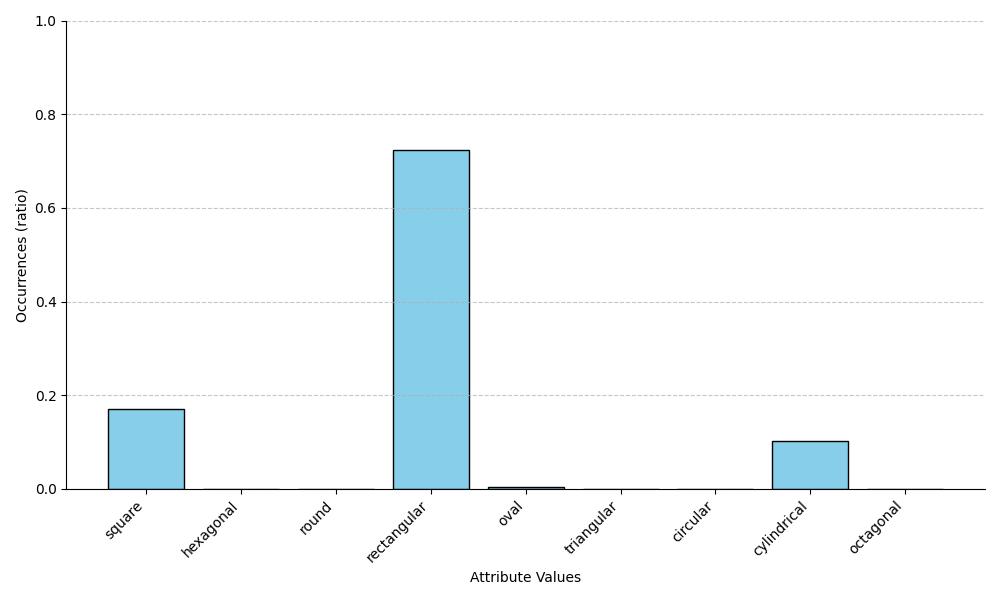 1.0
0.8
0.6
0.4
0.2
0.0
Occurrences (ratio)
square
hexagonal
round
rectangular
oval
triangular
circular
cylindrical
octagonal
Attribute Values